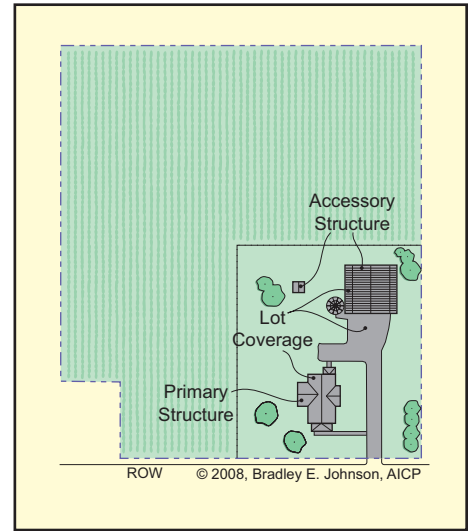 Accessory
Structure
Lot
Coverage
Primary
Structure
ROW © 2008, Bradley E. Johnson, AICP